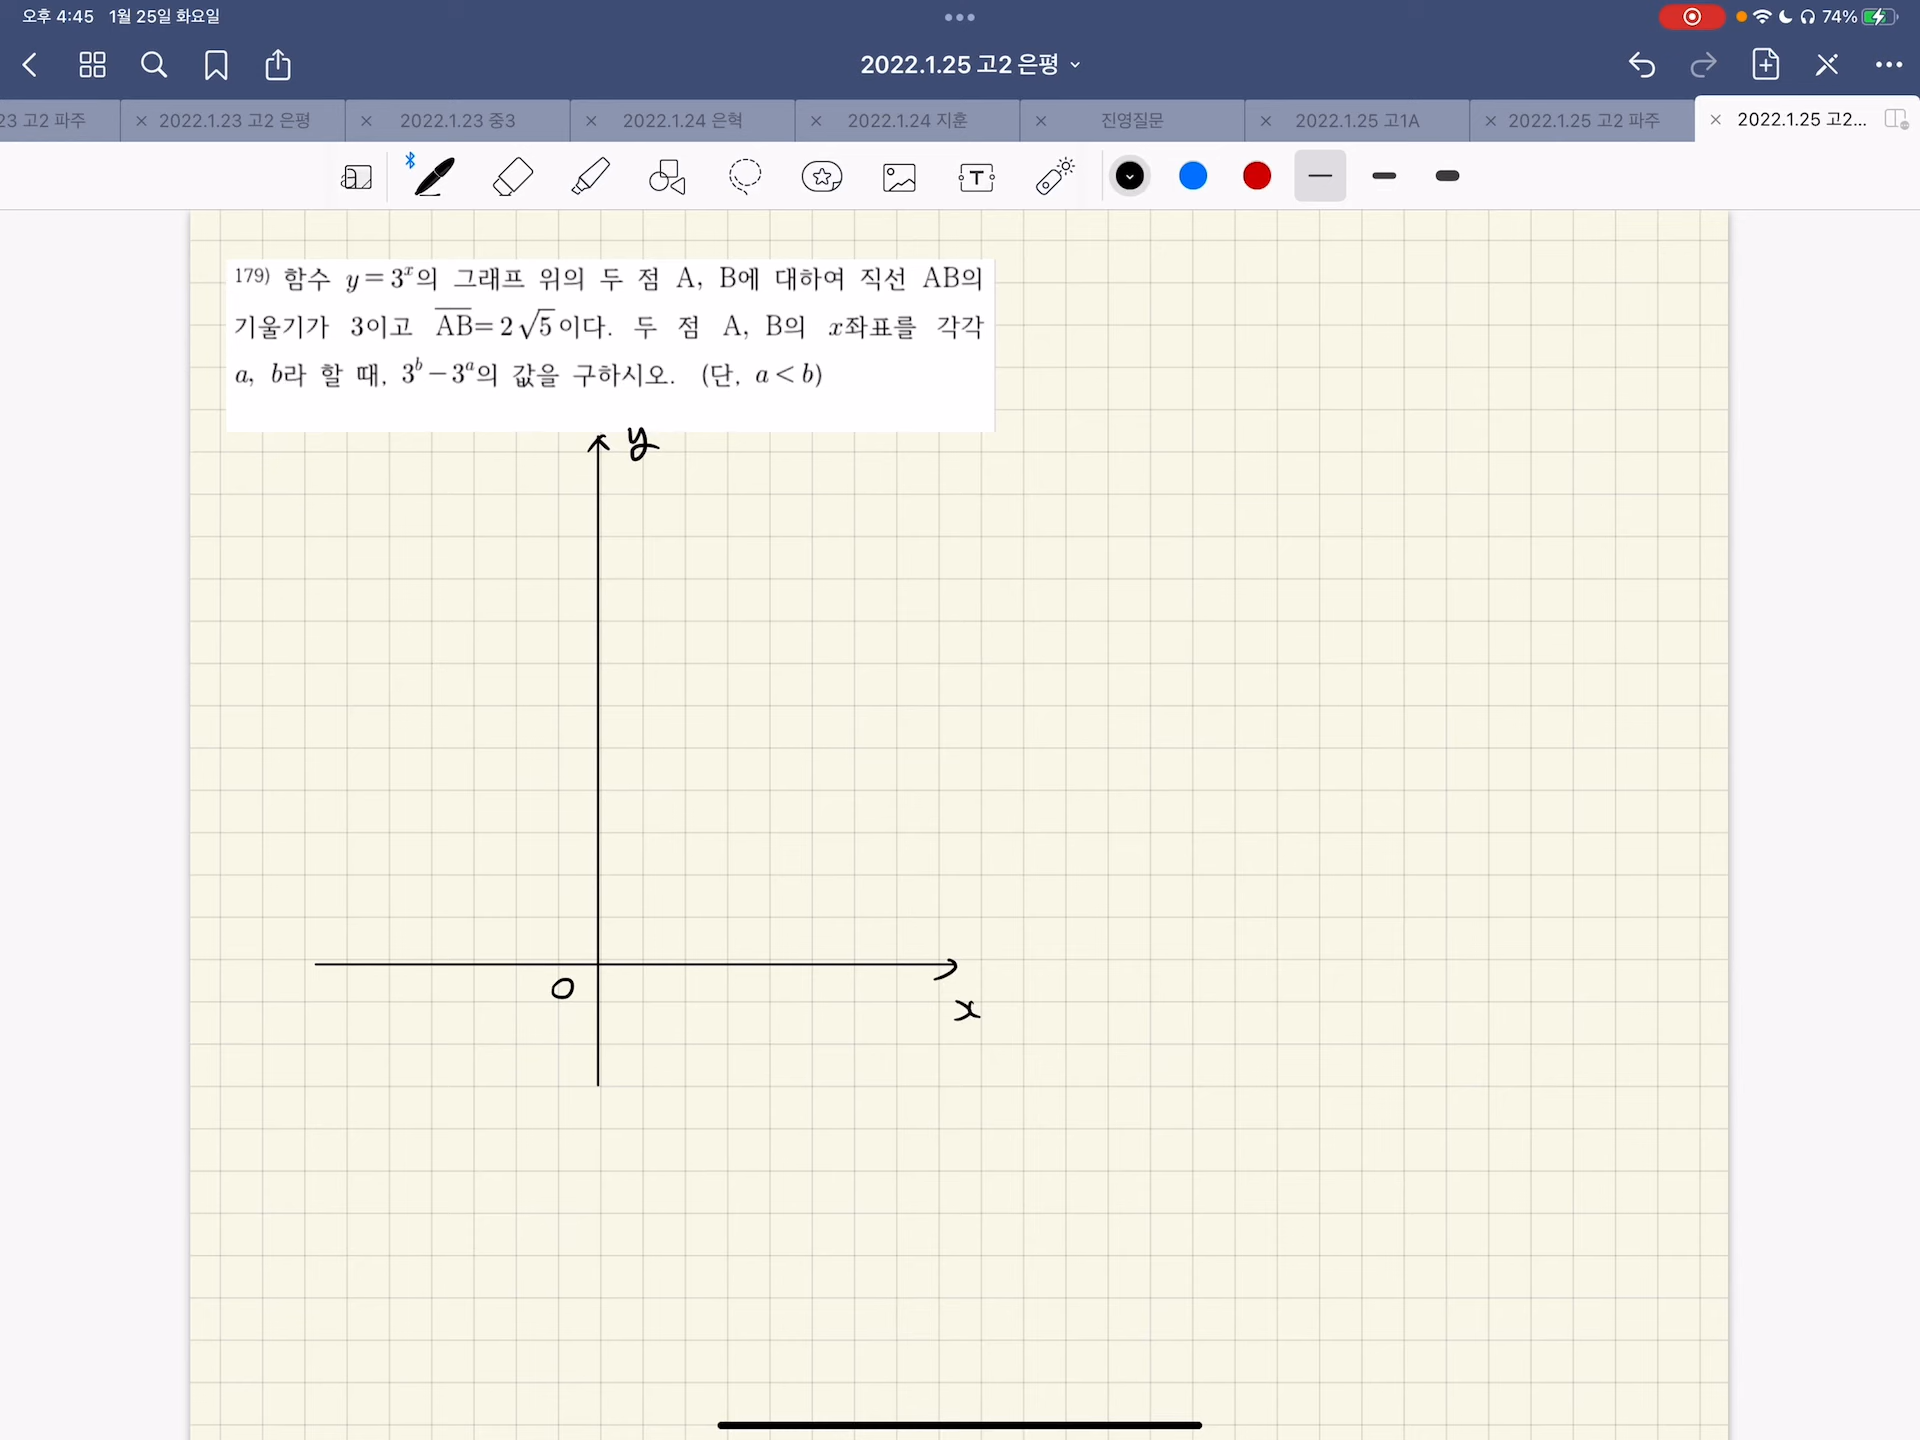 오후 4:45 1월 25일 화요일
74%
2022.1.25 고2 은평
23 고2 파주
2022.1.23 고2 은평
2022.1.23 중3
2022.1.24 은혁
2022.1.24 지훈
진영질문
2022.1.25 고1A
2022.1.25 고2 파주
2022.1.25 고2...
179) 함수 y=3^x의 그래프 위의 두 점 A, B에 대하여 직선 AB의
기울기가 3이고 \overline{AB}=2√5이다. 두 점 A, B의 x좌표를 각각
a, b라 할 때, 3^b-3^a의 값을 구하시오. (단, a<b)
y
O
x